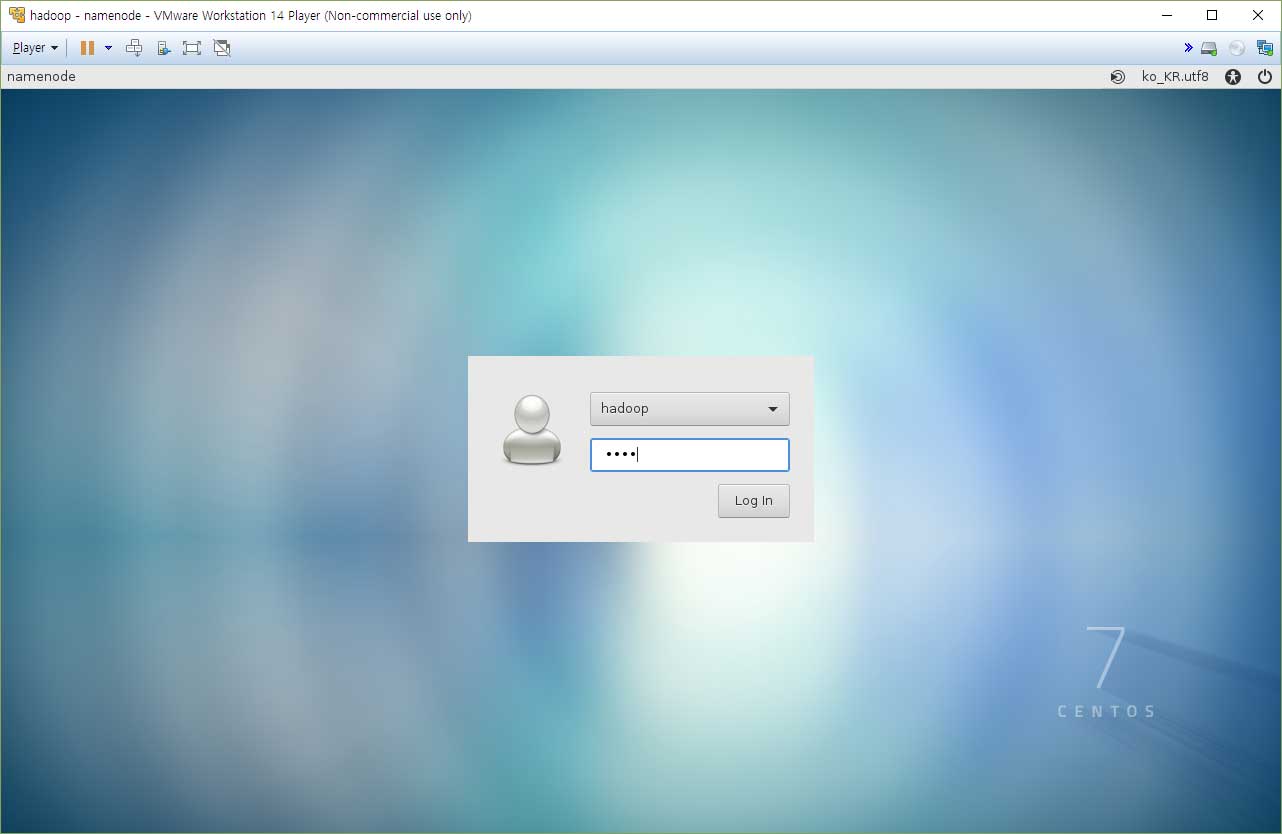 hadoop - namenode - VMware Workstation 14 Player (Non-commercial use only)
Player
namenode
ko_KR.utf8
hadoop
••••
Log In
7
CENTOS